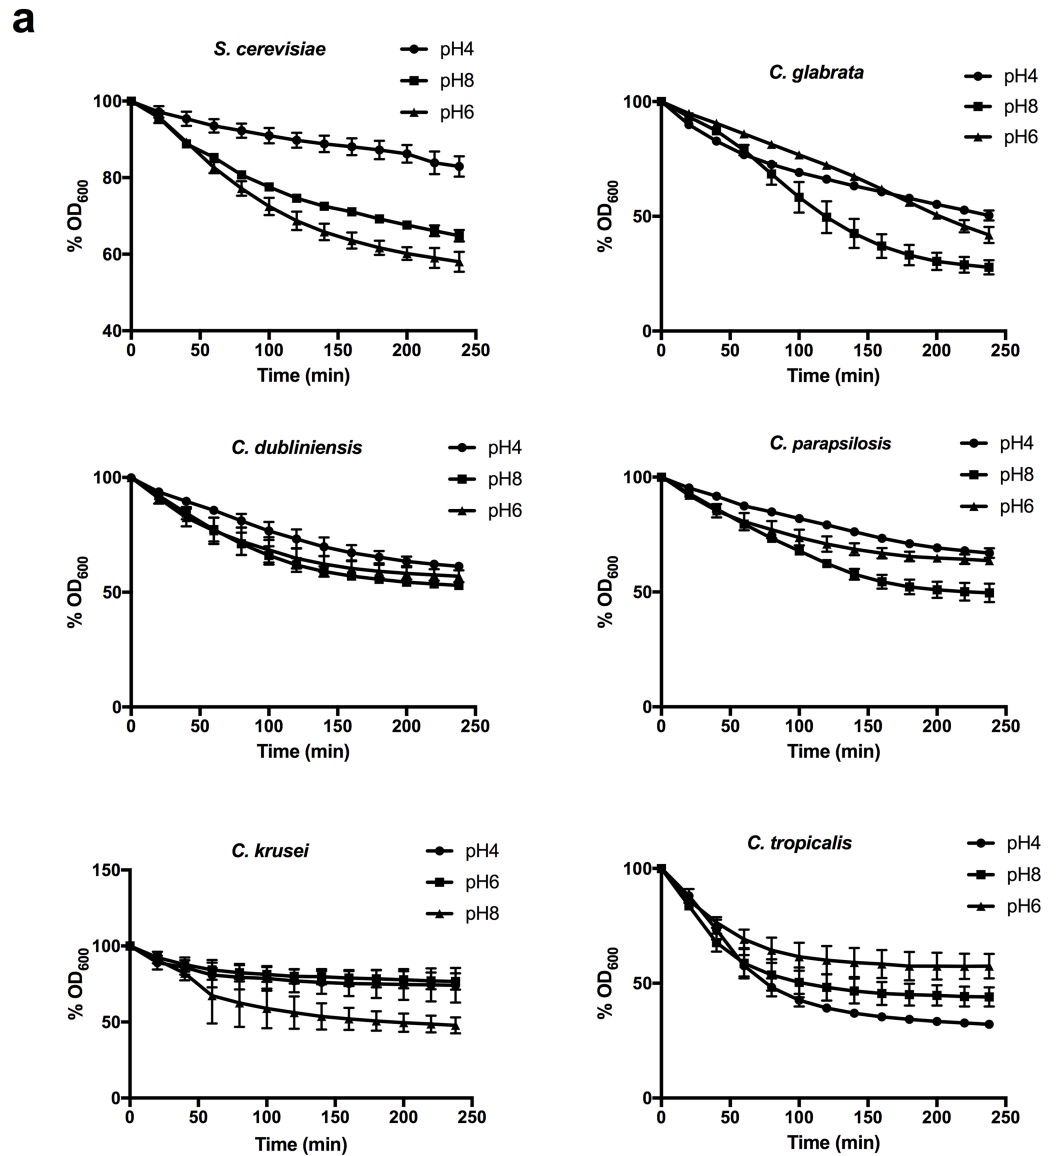 a
S. cerevisiae
pH4
pH8
pH6
100
80
60
40
% OD600
0 50 100 150 200 250
Time (min)
C. glabrata
pH4
pH8
pH6
100
50
0
% OD600
0 50 100 150 200 250
Time (min)
C. dubliniensis
pH4
pH8
pH6
100
50
0
% OD600
0 50 100 150 200 250
Time (min)
C. parapsilosis
pH4
pH8
pH6
100
50
0
% OD600
0 50 100 150 200 250
Time (min)
C. krusei
pH4
pH6
pH8
150
100
50
0
% OD600
0 50 100 150 200 250
Time (min)
C. tropicalis
pH4
pH8
pH6
100
50
0
% OD600
0 50 100 150 200 250
Time (min)